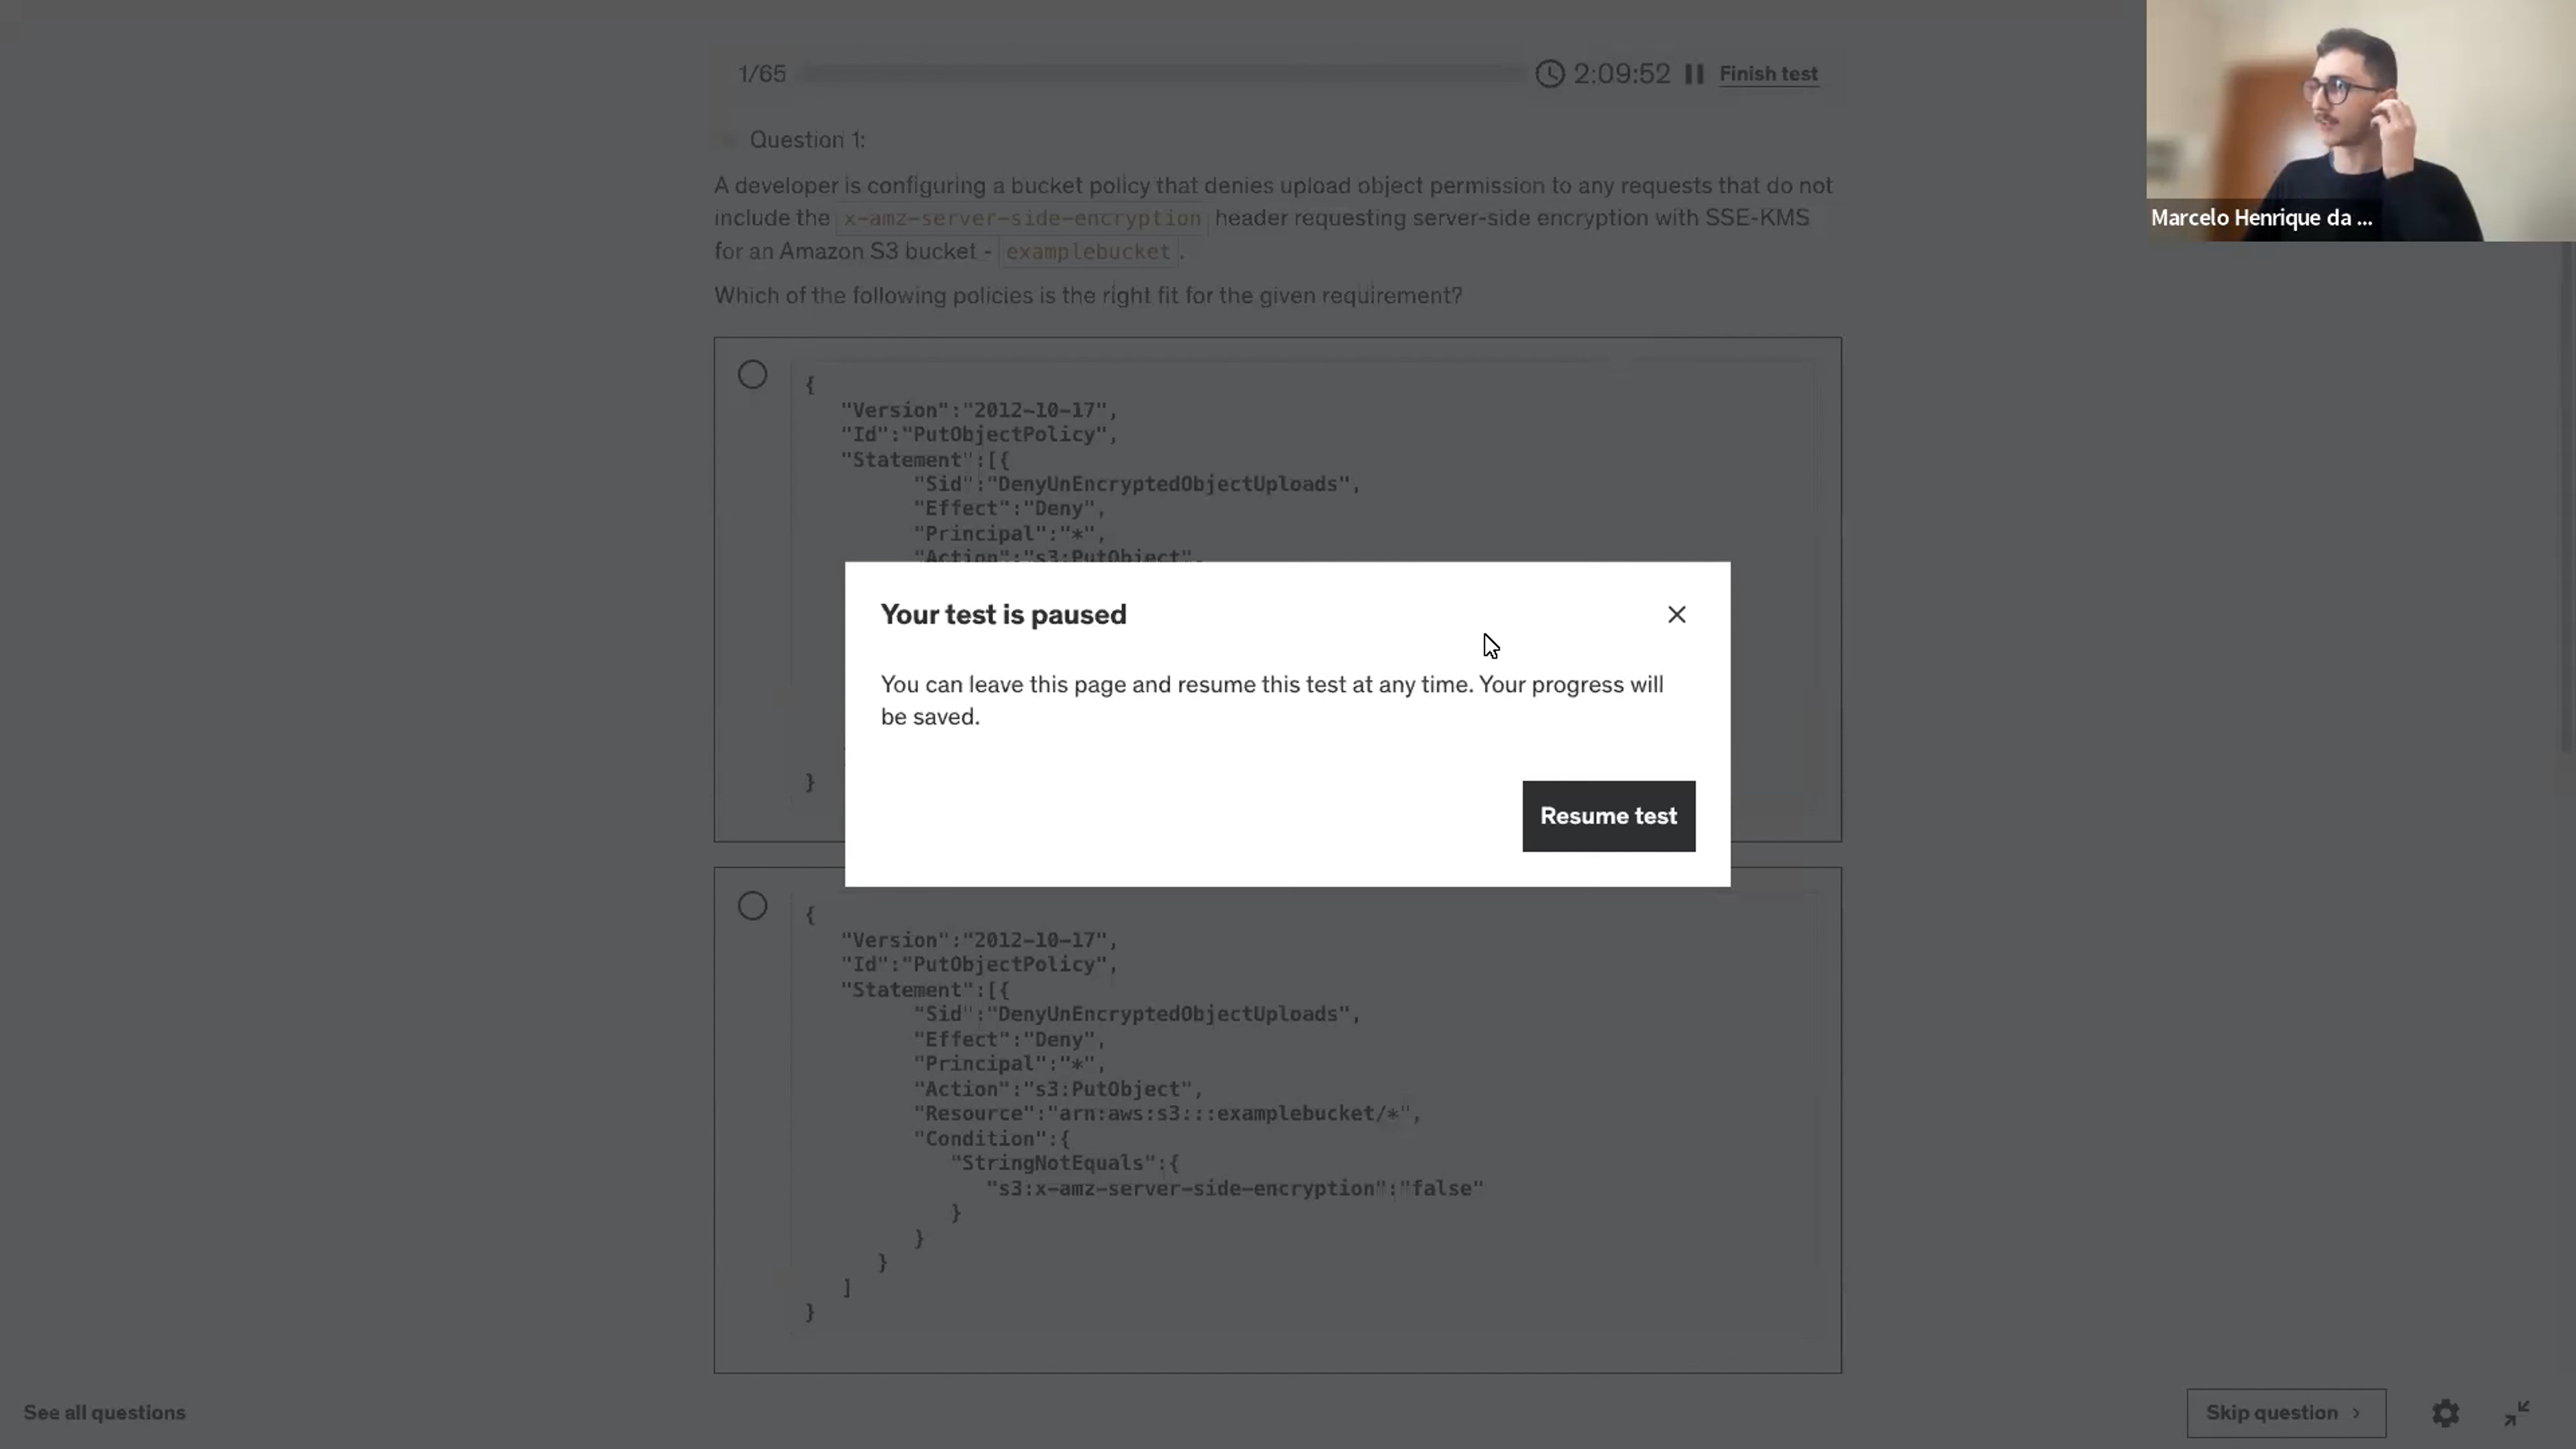 1/65
2:09:52
Finish test
Question 1:
A developer is configuring a bucket policy that denies upload object permission to any requests that do not
include the x-amz-server-side-encryption header requesting server-side encryption with SSE-KMS
for an Amazon S3 bucket - examplebucket.
Which of the following policies is the right fit for the given requirement?
{
"Version":"2012-10-17",
"Id":"PutObjectPolicy",
"Statement":[{
"Sid":"DenyUnEncryptedObjectUploads",
"Effect":"Deny",
"Principal":"*",
"Action":"s3:PutObject",
}
Your test is paused
You can leave this page and resume this test at any time. Your progress will
be saved.
Resume test
{
"Version":"2012-10-17",
"Id":"PutObjectPolicy",
"Statement":[{
"Sid":"DenyUnEncryptedObjectUploads",
"Effect":"Deny",
"Principal":"*",
"Action":"s3:PutObject",
"Resource":"arn:aws:s3:::examplebucket/*",
"Condition":{
"StringNotEquals":{
"s3:x-amz-server-side-encryption":"false"
}
}
}
]
}
See all questions
Skip question
Marcelo Henrique da ...